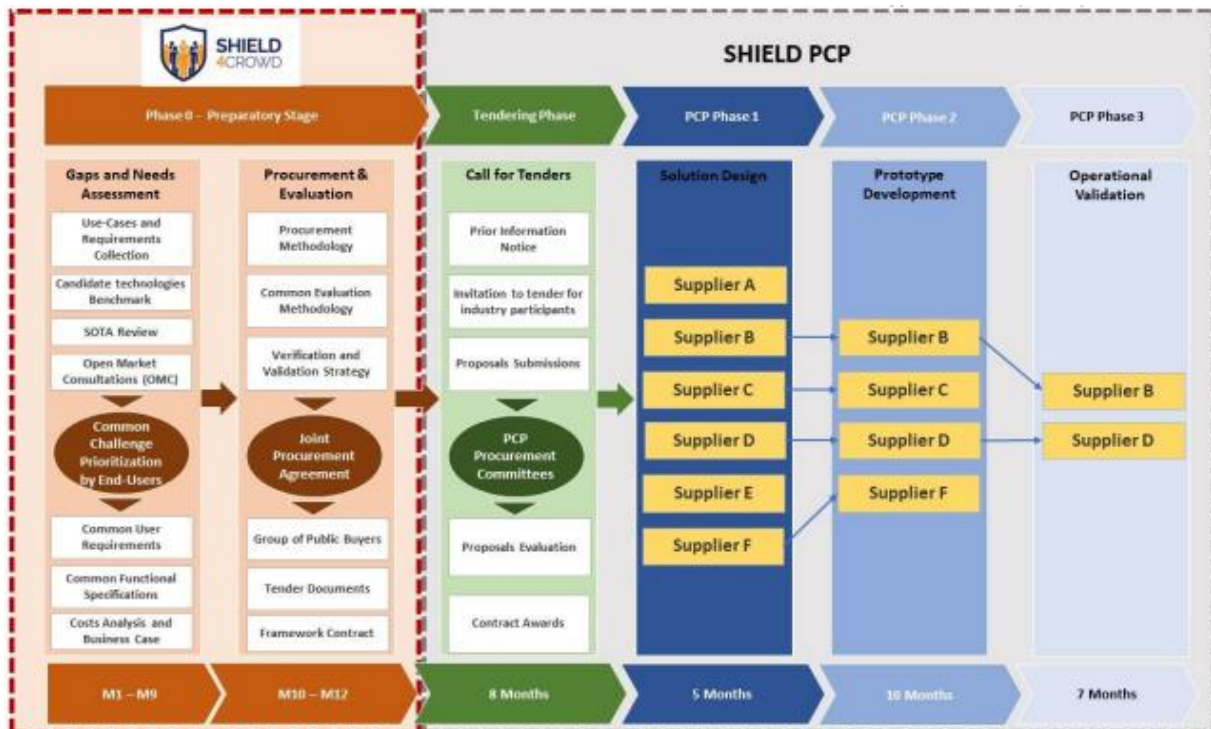 SHIELD
4CROWD
SHIELD PCP
Phase 0 – Preparatory Stage
Tendering Phase
PCP Phase 1
PCP Phase 2
PCP Phase 3
Gaps and Needs
Assessment
Use-Cases and
Requirements
Collection
Candidate technologies
Benchmark
SOTA Review
Open Market
Consultations (OMC)
Common
Challenge
Prioritization
by End-Users
Common User
Requirements
Common Functional
Specifications
Costs Analysis and
Business Case
Procurement &
Evaluation
Procurement
Methodology
Common Evaluation
Methodology
Verification and
Validation Strategy
Joint
Procurement
Agreement
Group of Public Buyers
Tender Documents
Framework Contract
Call for Tenders
Prior Information
Notice
Invitation to tender for
industry participants
Proposals Submissions
PCP
Procurement
Committees
Proposals Evaluation
Contract Awards
Solution Design
Supplier A
Supplier B
Supplier C
Supplier D
Supplier E
Supplier F
Prototype
Development
Supplier B
Supplier C
Supplier D
Supplier F
Operational
Validation
Supplier B
Supplier D
M1 – M9
M10 – M12
8 Months
5 Months
10 Months
7 Months